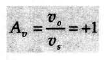 A_v = v_o / v_s = +1